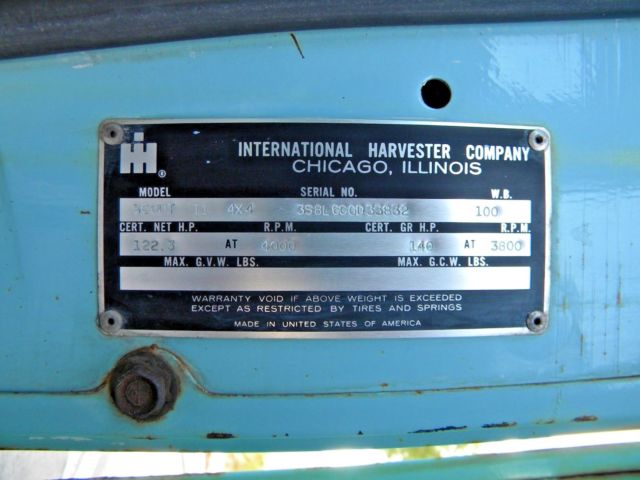 IH ®
INTERNATIONAL HARVESTER COMPANY
CHICAGO, ILLINOIS
MODEL SERIAL NO. W.B.
4X4 100
CERT. NET H.P. R.P.M. CERT. GR H.P. R.P.M.
122.3 AT 4000 140 AT 3800
MAX. G.V.W. LBS. MAX. G.C.W. LBS.
WARRANTY VOID IF ABOVE WEIGHT IS EXCEEDED
EXCEPT AS RESTRICTED BY TIRES AND SPRINGS
MADE IN UNITED STATES OF AMERICA